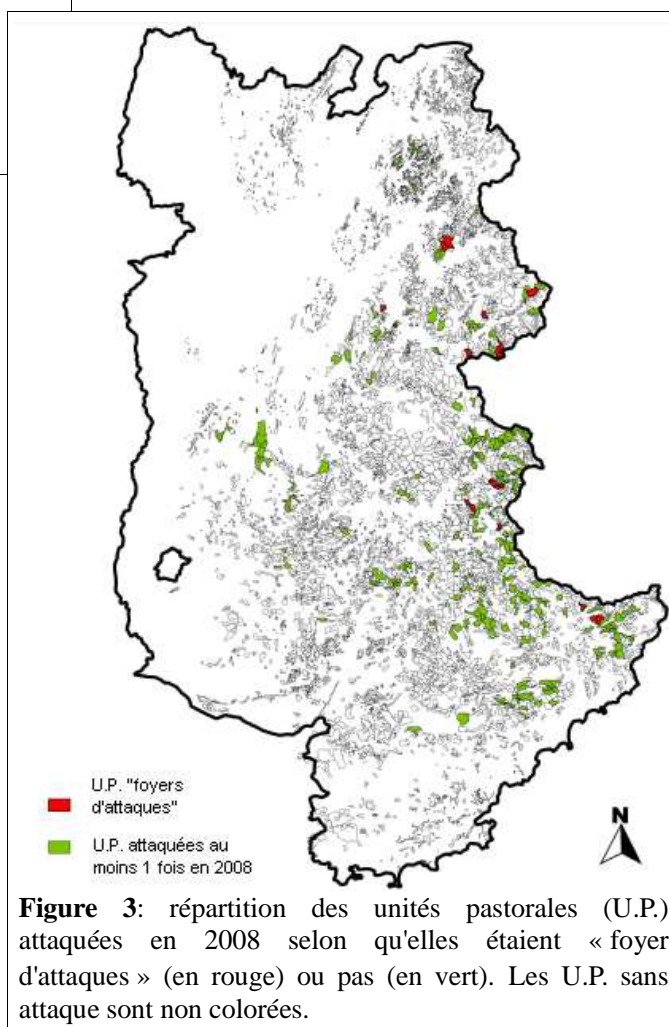 U.P. "foyers
d'attaques"
U.P. attaquées au
moins 1 fois en 2008
N
Figure 3: répartition des unités pastorales (U.P.)
attaquées en 2008 selon qu'elles étaient « foyer
d'attaques » (en rouge) ou pas (en vert). Les U.P. sans
attaque sont non colorées.